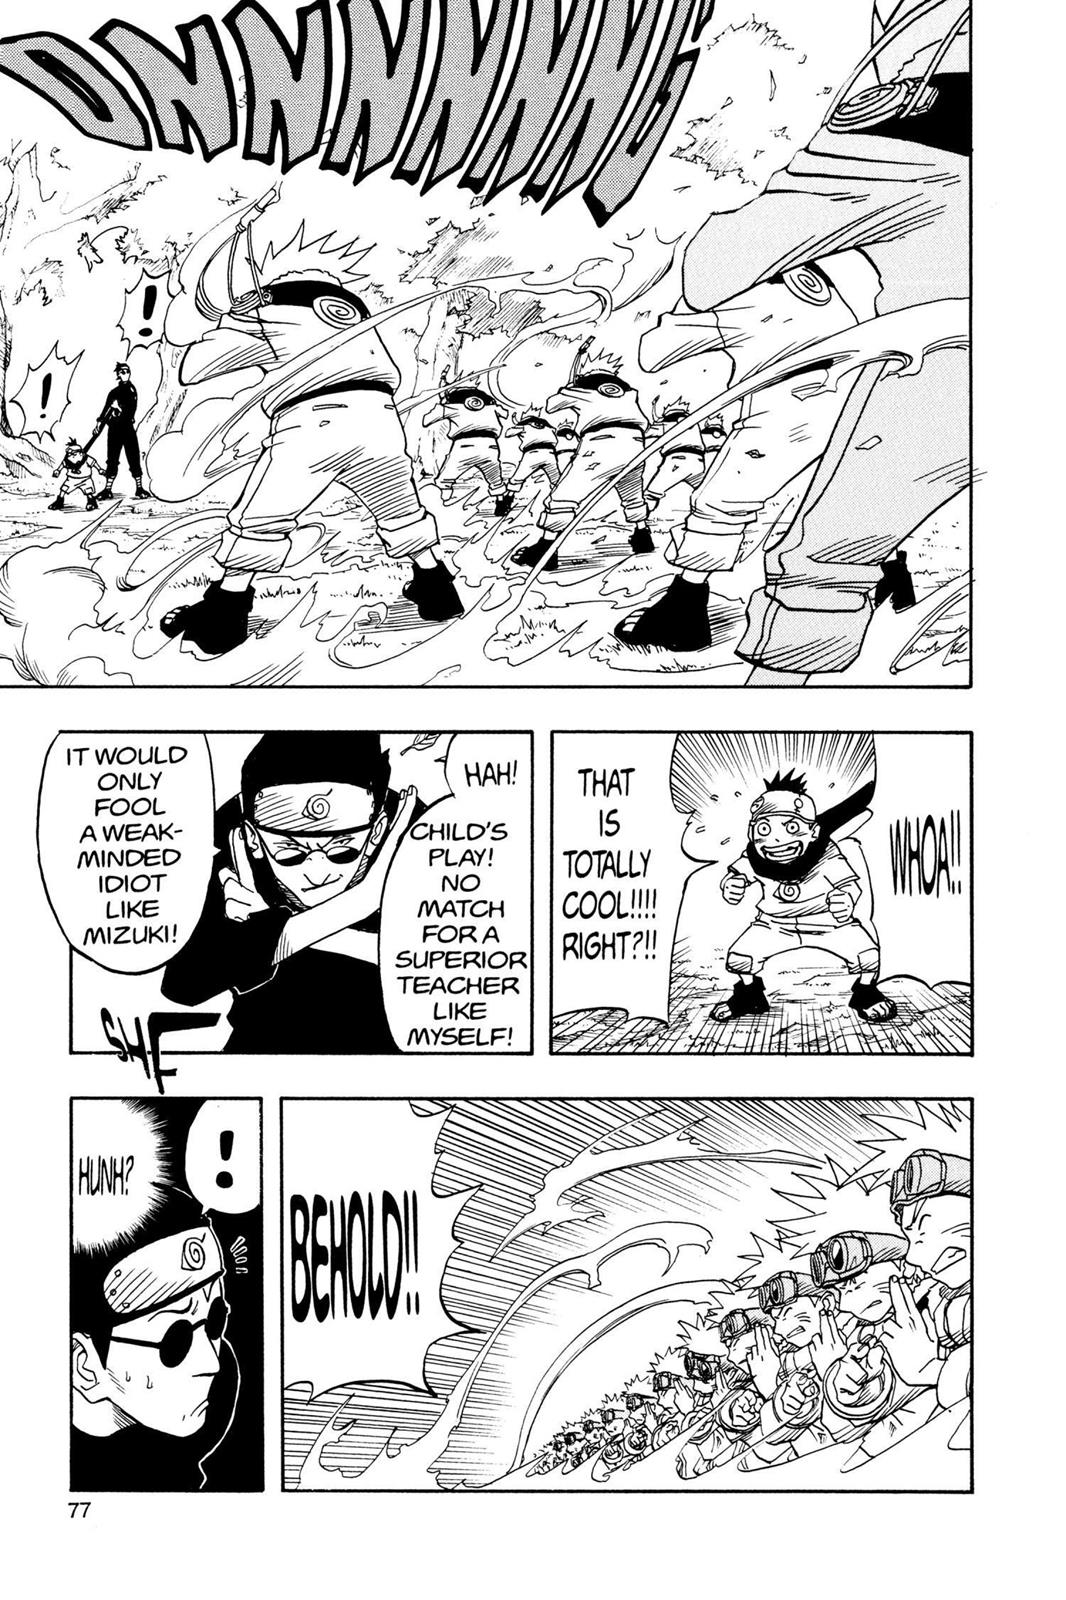 ONNNNNNG
!
!
WHOA!!
THAT
IS
TOTALLY
COOL!!!!
RIGHT?!!
HAH!
CHILD'S
PLAY!
NO
MATCH
FOR A
SUPERIOR
TEACHER
LIKE
MYSELF!
IT WOULD
ONLY
FOOL
A WEAK-
MINDED
IDIOT
LIKE
MIZUKI!
SHF
BEHOLD!!
!
HUNH?
77